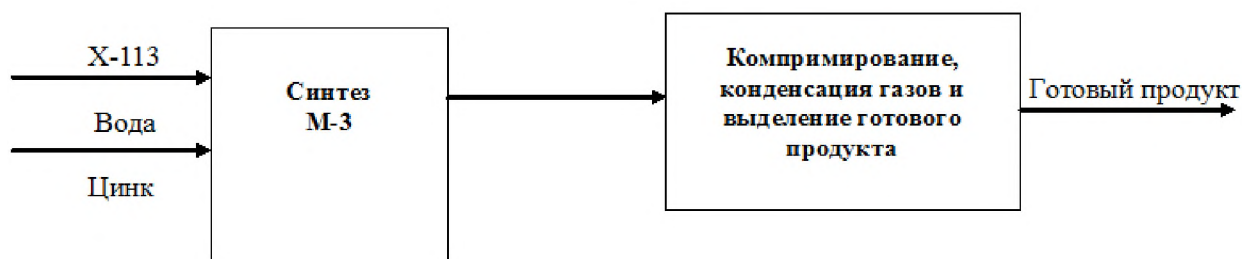 Х-113
Вода
Цинк
Синтез
М-3
Компримирование,
конденсация газов и
выделение готового
продукта
Готовый продукт